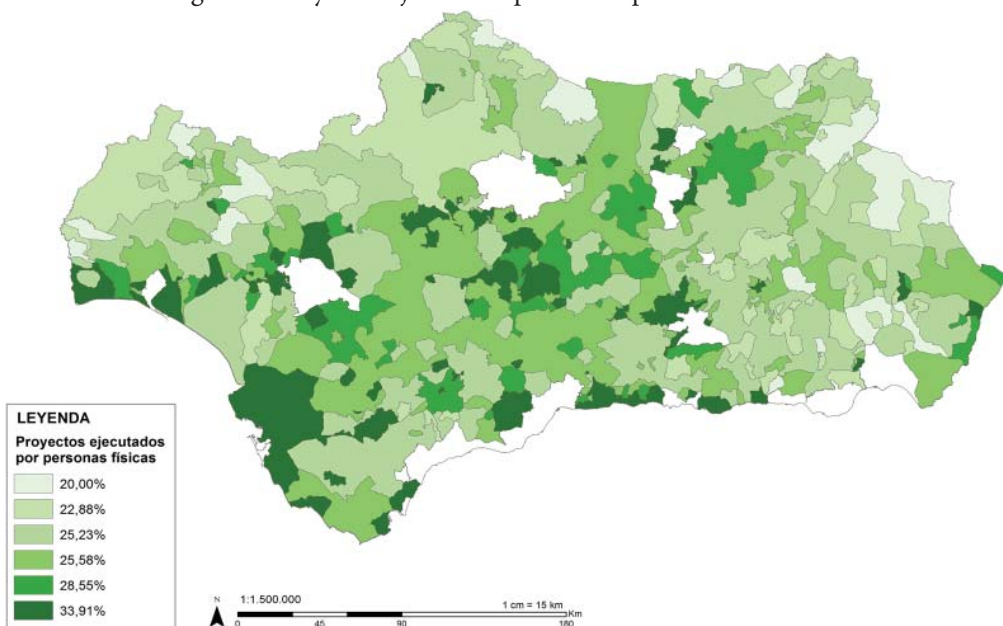 LEYENDA
Proyectos ejecutados
por personas físicas
20,00%
22,88%
25,23%
25,58%
28,55%
33,91%
N
1:1.500.000
1 cm = 15 km
Km
0 45 90 180